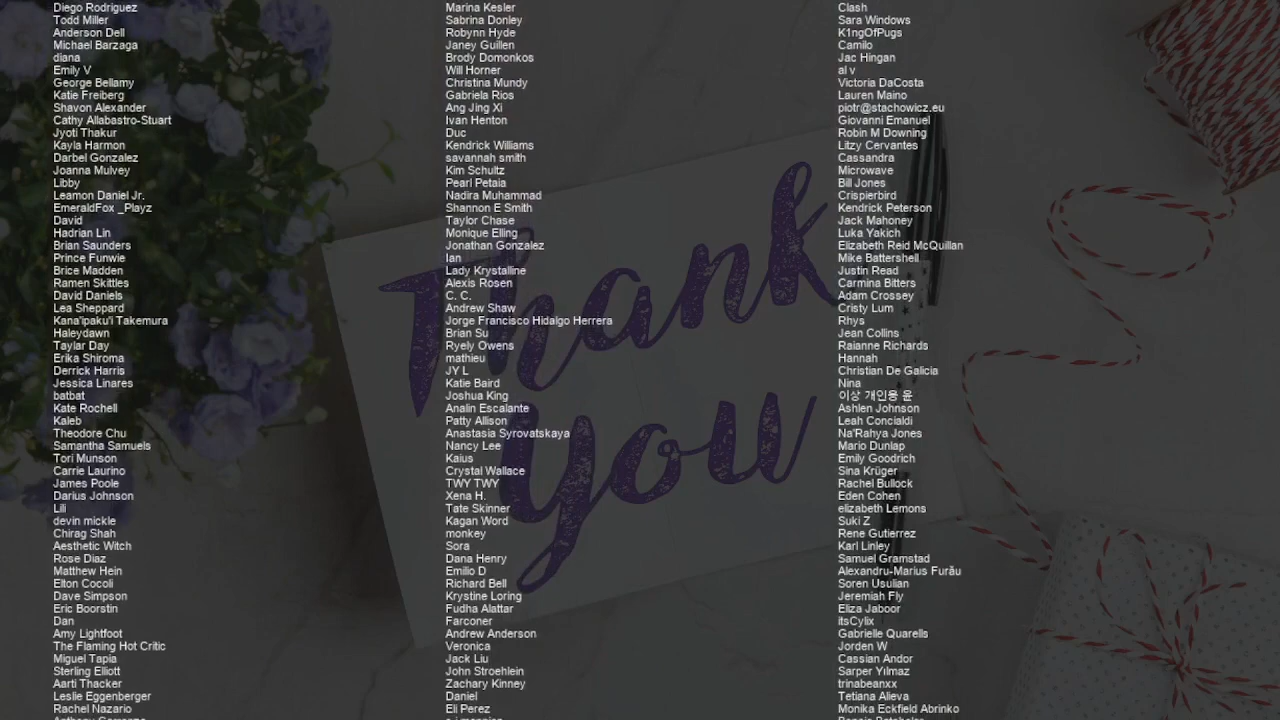 Diego Rodriguez
Todd Miller
Anderson Dell
Michael Barzaga
diana
Emily V
George Bellamy
Katie Freiberg
Shavon Alexander
Cathy Allabastro-Stuart
Jyoti Thakur
Kayla Harmon
Darbel Gonzalez
Joanna Mulvey
Libby
Leamon Daniel Jr.
EmeraldFox _Playz
David
Hadrian Lin
Brian Saunders
Prince Funwie
Brice Madden
Ramen Skittles
David Daniels
Lea Sheppard
Kana'ipaku'i Takemura
Haleydawn
Taylar Day
Erika Shiroma
Derrick Harris
Jessica Linares
batbat
Kate Rochell
Kaleb
Theodore Chu
Samantha Samuels
Tori Munson
Carrie Laurino
James Poole
Darius Johnson
Lili
devin mickle
Chirag Shah
Aesthetic Witch
Rose Diaz
Matthew Hein
Elton Cocoli
Dave Simpson
Eric Boorstin
Dan
Amy Lightfoot
The Flaming Hot Critic
Miguel Tapia
Sterling Elliott
Aarti Thacker
Leslie Eggenberger
Rachel Nazario
Marina Kesler
Sabrina Donley
Robynn Hyde
Janey Guillen
Brody Domonkos
Will Horner
Christina Mundy
Gabriela Rios
Ang Jing Xi
Ivan Henton
Duc
Kendrick Williams
savannah smith
Kim Schultz
Pearl Petaia
Nadira Muhammad
Shannon E Smith
Taylor Chase
Monique Elling
Jonathan Gonzalez
Ian
Lady Krystalline
Alexis Rosen
C. C.
Andrew Shaw
Jorge Francisco Hidalgo Herrera
Brian Su
Ryely Owens
mathieu
JY L
Katie Baird
Joshua King
Analin Escalante
Patty Allison
Anastasia Syrovatskaya
Nancy Lee
Kaius
Crystal Wallace
TWY TWY
Xena H.
Tate Skinner
Kagan Word
monkey
Sora
Dana Henry
Emilio D
Richard Bell
Krystine Loring
Fudha Alattar
Farconer
Andrew Anderson
Veronica
Jack Liu
John Stroehlein
Zachary Kinney
Daniel
Eli Perez
Clash
Sara Windows
K1ngOfPugs
Camilo
Jac Hingan
al v
Victoria DaCosta
Lauren Maino
piotr@stachowicz.eu
Giovanni Emanuel
Robin M Downing
Litzy Cervantes
Cassandra
Microwave
Bill Jones
Crispierbird
Kendrick Peterson
Jack Mahoney
Luka Yakich
Elizabeth Reid McQuillan
Mike Battershell
Justin Read
Carmina Bitters
Adam Crossey
Cristy Lum
Rhys
Jean Collins
Raianne Richards
Hannah
Christian De Galicia
Nina
이상 개인용 윤
Ashlen Johnson
Leah Concialdi
Na'Rahya Jones
Mario Dunlap
Emily Goodrich
Sina Krüger
Rachel Bullock
Eden Cohen
elizabeth Lemons
Suki Z
Rene Gutierrez
Karl Linley
Samuel Gramstad
Alexandru-Marius Furău
Soren Usulian
Jeremiah Fly
Eliza Jaboor
itsCylix
Gabrielle Quarells
Jorden W
Cassian Andor
Sarper Yılmaz
trinabeanxx
Tetiana Alieva
Monika Eckfield Abrinko
Thank
you